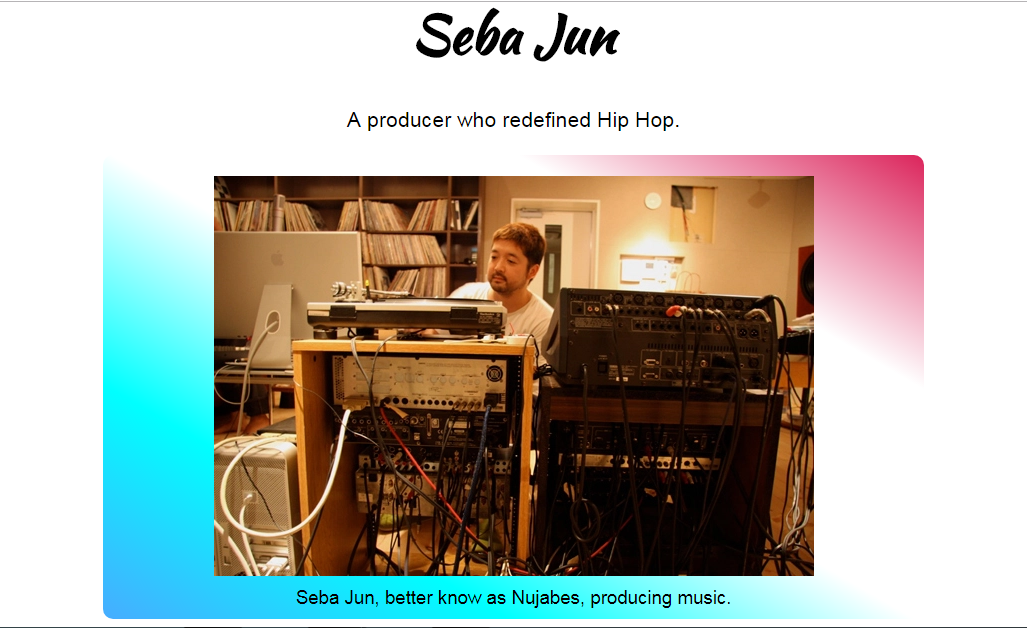 Seba Jun
A producer who redefined Hip Hop.
Seba Jun, better know as Nujabes, producing music.